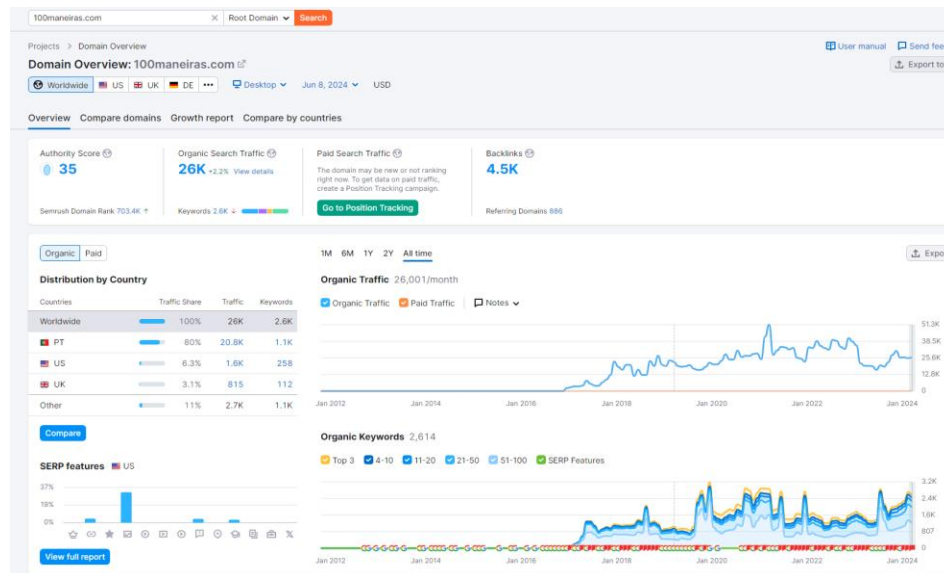 100maneiras.com × Root Domain Search
Projects > Domain Overview
User manual Send fee
Domain Overview: 100maneiras.com
Export to
Worldwide US UK DE ••• Desktop Jun 8, 2024 USD
Overview Compare domains Growth report Compare by countries
Authority Score Organic Search Traffic Paid Search Traffic Backlinks
35 26K +2.2% View details 4.5K
The domain may be new or not ranking
right now. To get data on paid traffic,
create a Position Tracking campaign.
Go to Position Tracking
Semrush Domain Rank 703.4K ↑ Keywords 2.6K ↓ Referring Domains 886
Organic Paid
Distribution by Country
Countries Traffic Share Traffic Keywords
Worldwide 100% 26K 2.6K
PT 80% 20.8K 1.1K
US 6.3% 1.6K 258
UK 3.1% 815 112
Other 11% 2.7K 1.1K
Compare
SERP features US
37%
19%
0%
View full report
1M 6M 1Y 2Y All time
Expo
Organic Traffic 26,001/month
Organic Traffic Paid Traffic Notes
51.3K
38.5K
25.6K
12.8K
0
Jan 2012 Jan 2014 Jan 2016 Jan 2018 Jan 2020 Jan 2022 Jan 2024
Organic Keywords 2,614
Top 3 4-10 11-20 21-50 51-100 SERP Features
3.2K
2.4K
1.6K
807
0
Jan 2012 Jan 2014 Jan 2016 Jan 2018 Jan 2020 Jan 2022 Jan 2024